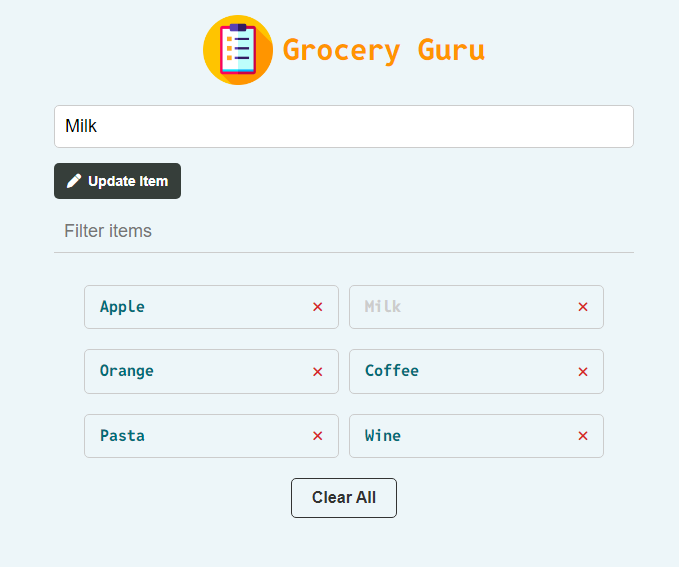 Grocery Guru
Milk
Update Item
Filter items
Apple ✕
Milk ✕
Orange ✕
Coffee ✕
Pasta ✕
Wine ✕
Clear All